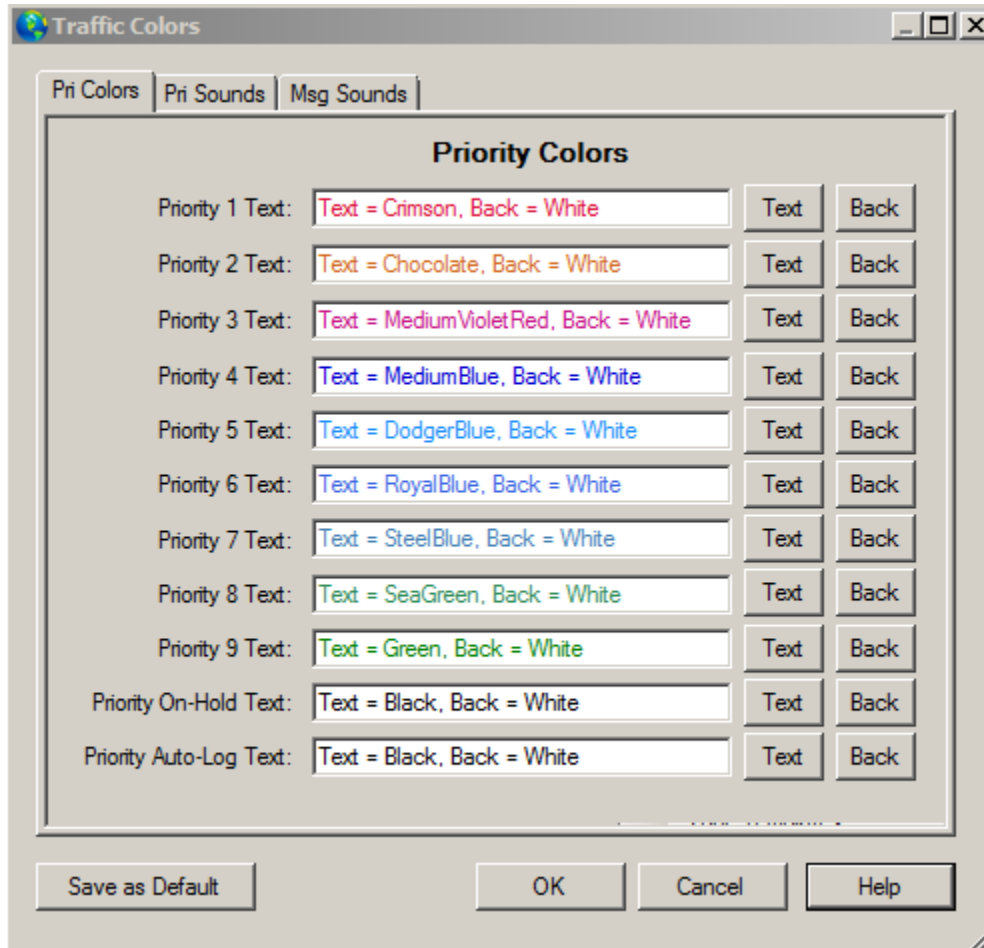 Traffic Colors
Pri Colors Pri Sounds Msg Sounds
Priority Colors
Priority 1 Text: Text = Crimson, Back = White Text Back
Priority 2 Text: Text = Chocolate, Back = White Text Back
Priority 3 Text: Text = MediumVioletRed, Back = White Text Back
Priority 4 Text: Text = MediumBlue, Back = White Text Back
Priority 5 Text: Text = DodgerBlue, Back = White Text Back
Priority 6 Text: Text = RoyalBlue, Back = White Text Back
Priority 7 Text: Text = SteelBlue, Back = White Text Back
Priority 8 Text: Text = SeaGreen, Back = White Text Back
Priority 9 Text: Text = Green, Back = White Text Back
Priority On-Hold Text: Text = Black, Back = White Text Back
Priority Auto-Log Text: Text = Black, Back = White Text Back
Save as Default OK Cancel Help